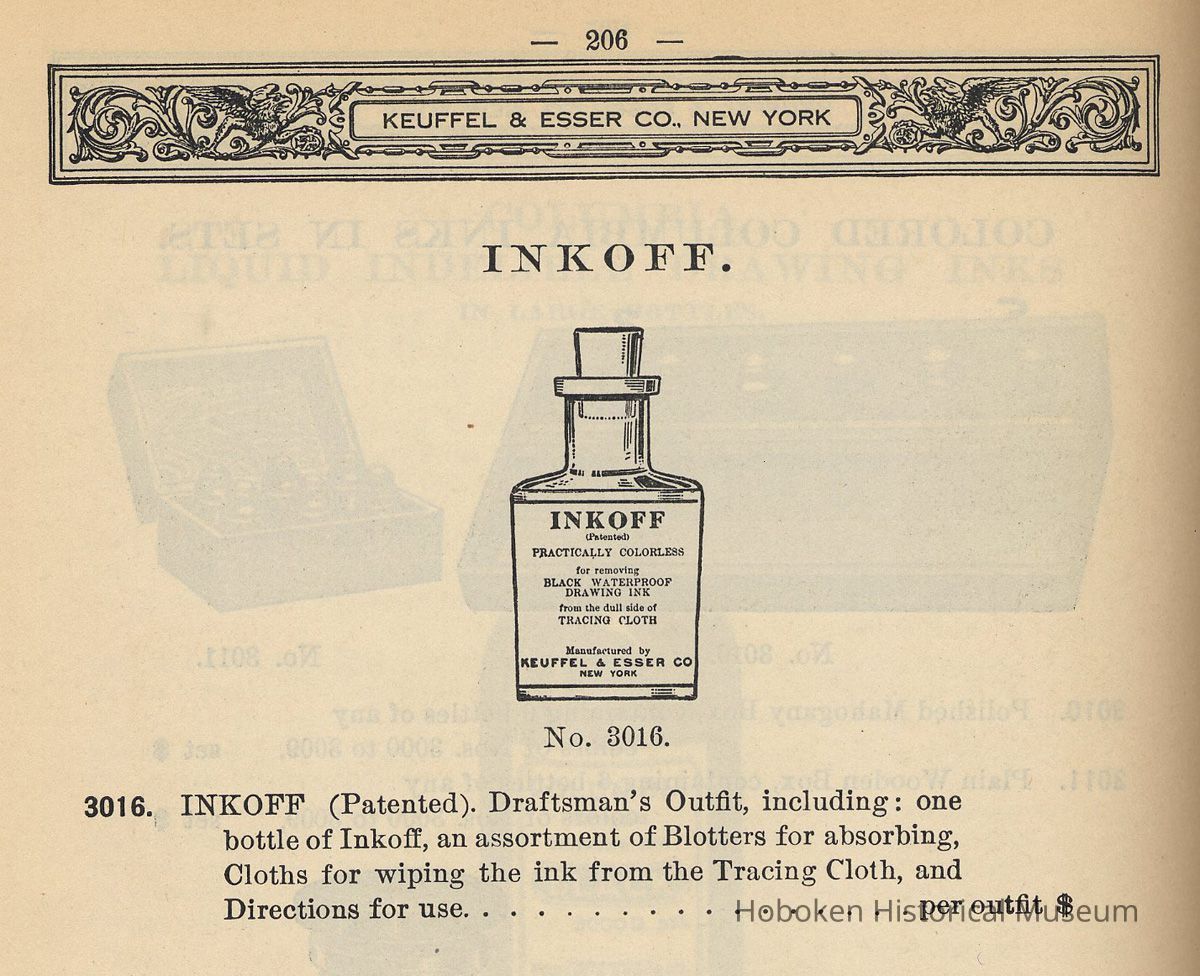 — 206 —
KEUFFEL & ESSER CO., NEW YORK
INKOFF.
INKOFF
(Patented)
PRACTICALLY COLORLESS
for removing
BLACK WATERPROOF
DRAWING INK
from the dull side of
TRACING CLOTH
Manufactured by
KEUFFEL & ESSER CO
NEW YORK
No. 3016.
3016. INKOFF (Patented). Draftsman's Outfit, including: one
bottle of Inkoff, an assortment of Blotters for absorbing,
Cloths for wiping the ink from the Tracing Cloth, and
Directions for use. . . . . . . . . . . . . . . . . per outfit $
Hoboken Historical Museum